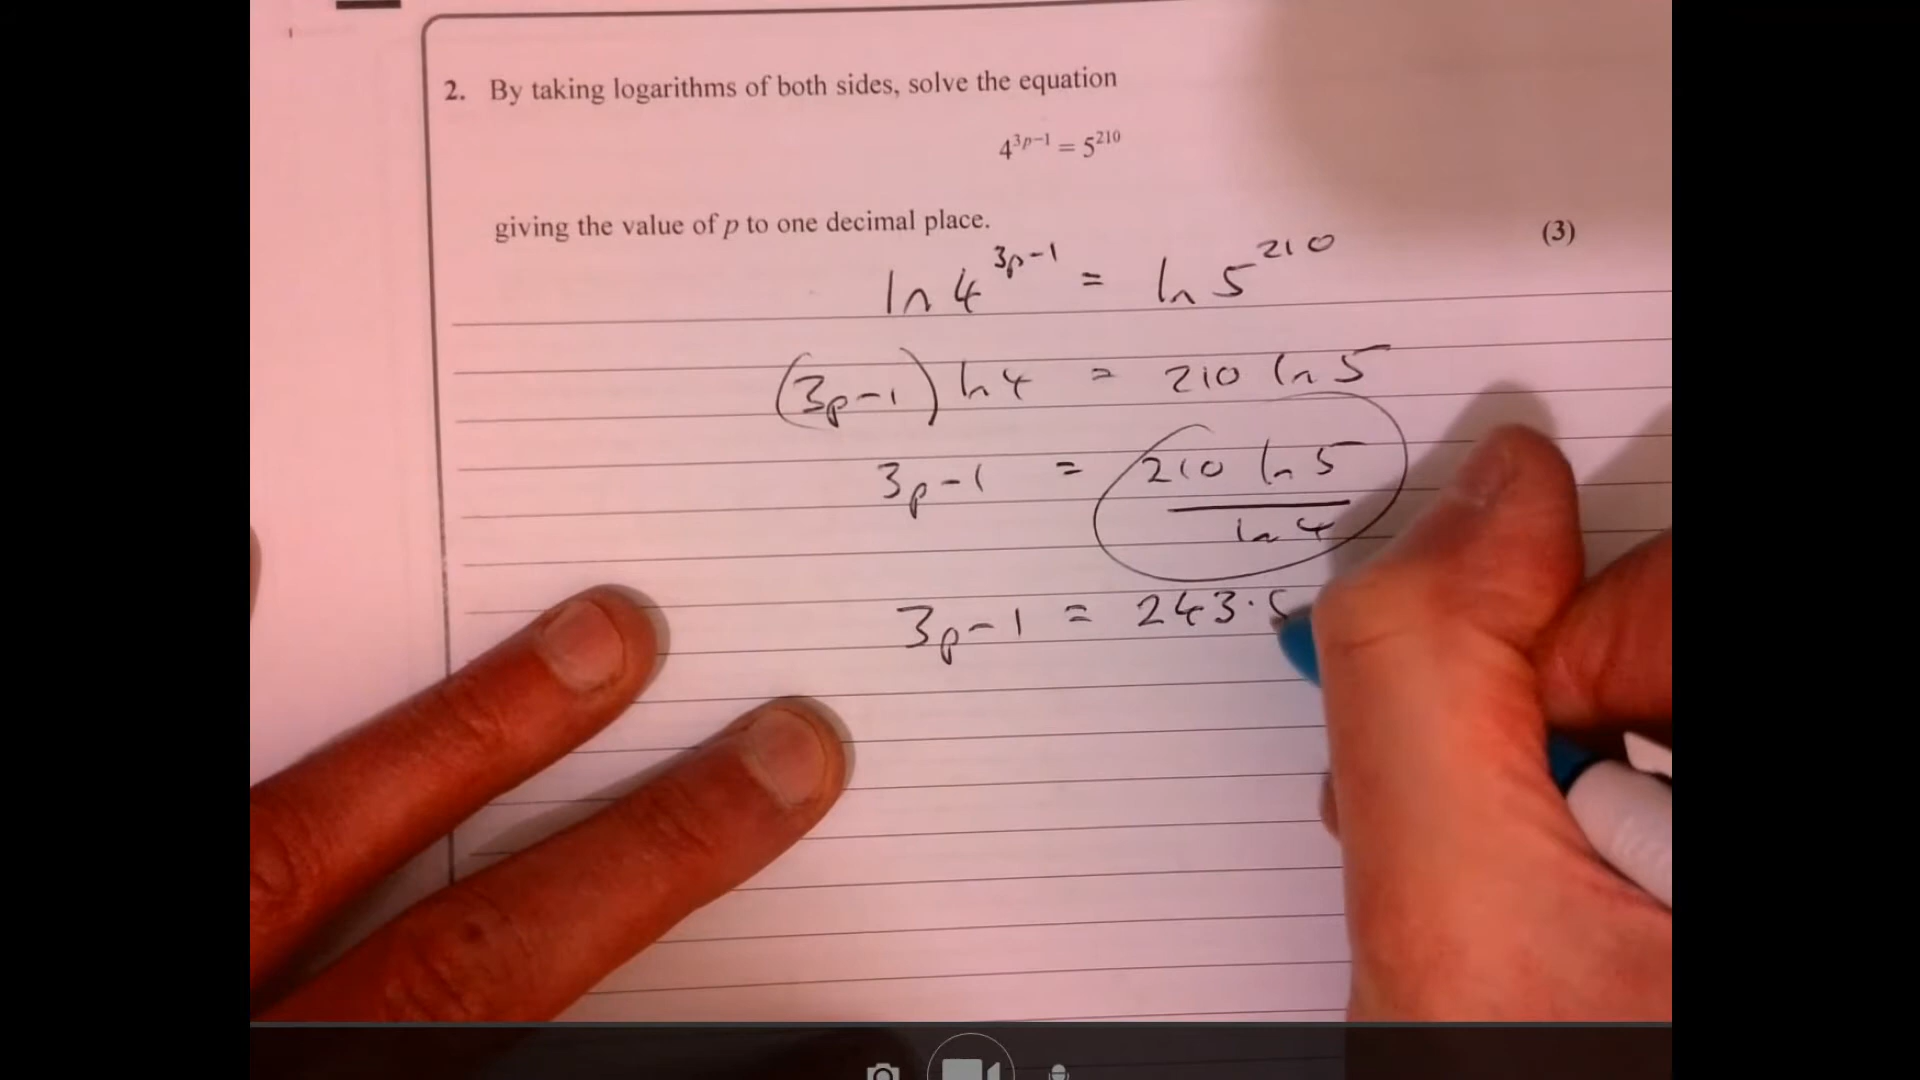 2. By taking logarithms of both sides, solve the equation
4^{3p-1} = 5^{210}
giving the value of p to one decimal place.
(3)
ln 4^{3p-1} = ln 5^{210}
(3p-1) ln 4 = 210 ln 5
3p-1 = 210 ln 5 / ln 4
3p-1 = 243.5